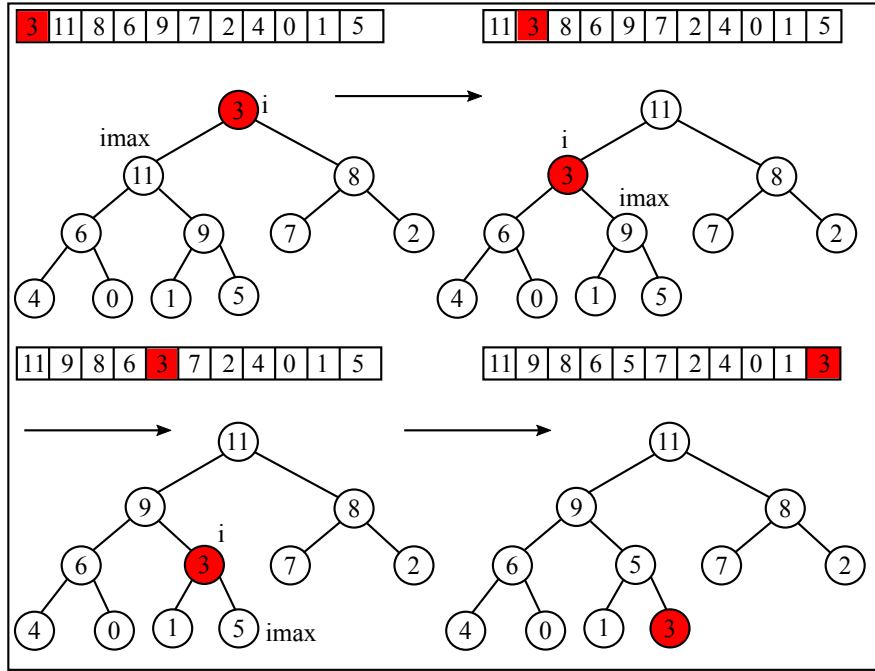 3 11 8 6 9 7 2 4 0 1 5
3 i
imax
11 8
6 9 7 2
4 0 1 5
11 3 8 6 9 7 2 4 0 1 5
11
i
3 8
imax
6 9 7 2
4 0 1 5
11 9 8 6 3 7 2 4 0 1 5
11
9 8
i
6 3 7 2
4 0 1 5 imax
11 9 8 6 5 7 2 4 0 1 3
11
9 8
6 5 7 2
4 0 1 3